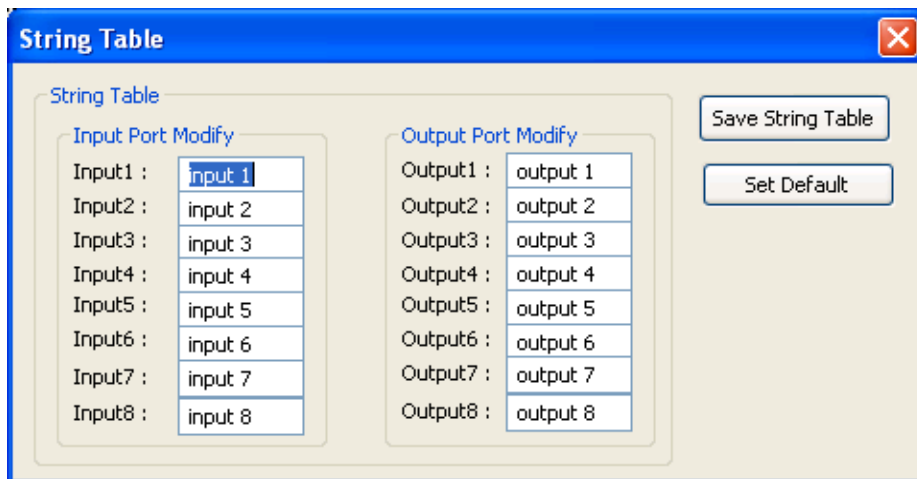 String Table
String Table
Input Port Modify
Input1 : input 1
Input2 : input 2
Input3 : input 3
Input4 : input 4
Input5 : input 5
Input6 : input 6
Input7 : input 7
Input8 : input 8
Output Port Modify
Output1 : output 1
Output2 : output 2
Output3 : output 3
Output4 : output 4
Output5 : output 5
Output6 : output 6
Output7 : output 7
Output8 : output 8
Save String Table
Set Default